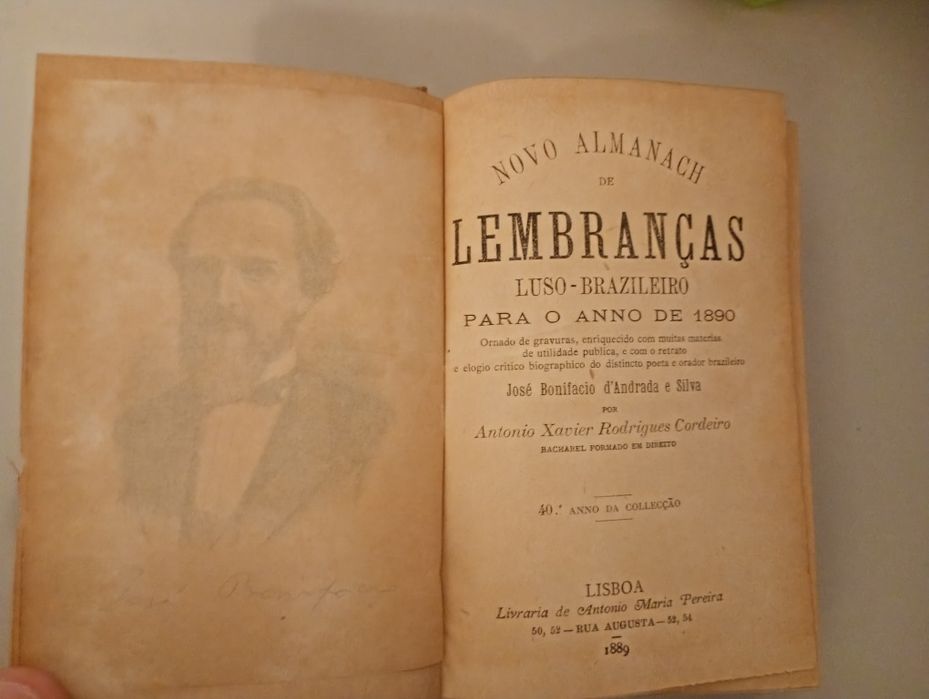 José Bonifacio
NOVO ALMANACH
DE
LEMBRANÇAS
LUSO-BRAZILEIRO
PARA O ANNO DE 1890
Ornado de gravuras, enriquecido com muitas materias
de utilidade publica, e com o retrato
e elogio critico biographico do distincto poeta e orador brazileiro
José Bonifacio d'Andrada e Silva
POR
Antonio Xavier Rodrigues Cordeiro
BACHAREL FORMADO EM DIREITO
40.º ANNO DA COLLECÇÃO
LISBOA
Livraria de Antonio Maria Pereira
50, 52 — RUA AUGUSTA — 52, 54
1889